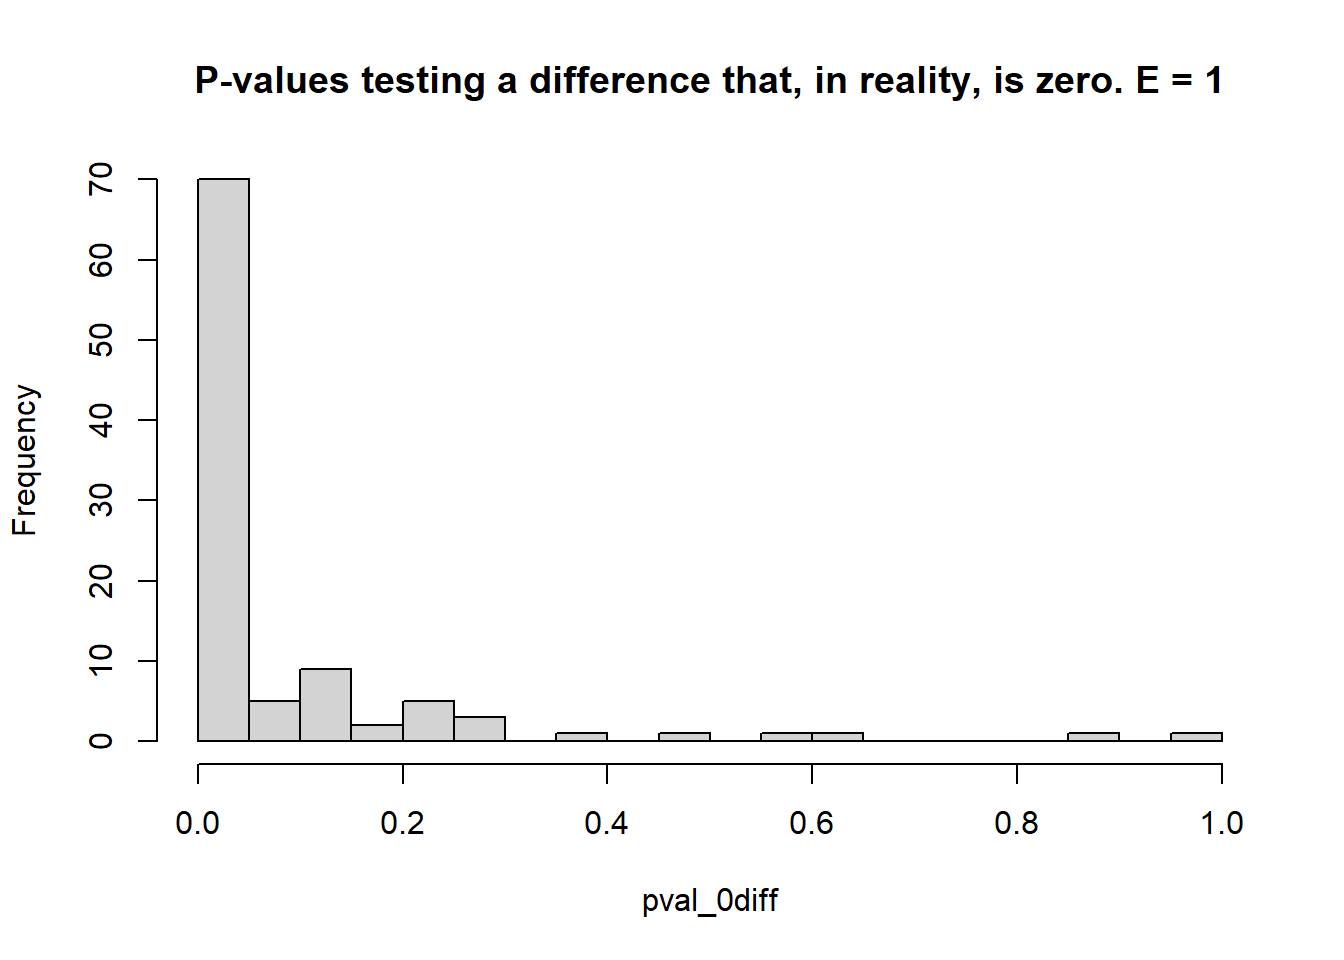 P-values testing a difference that, in reality, is zero. E = 1
Frequency
70
60
50
40
30
20
10
0
0.0 0.2 0.4 0.6 0.8 1.0
pval_0diff